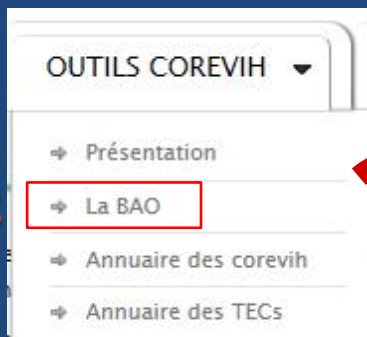 OUTILS COREVIH
Présentation
La BAO
Annuaire des corevih
Annuaire des TECs